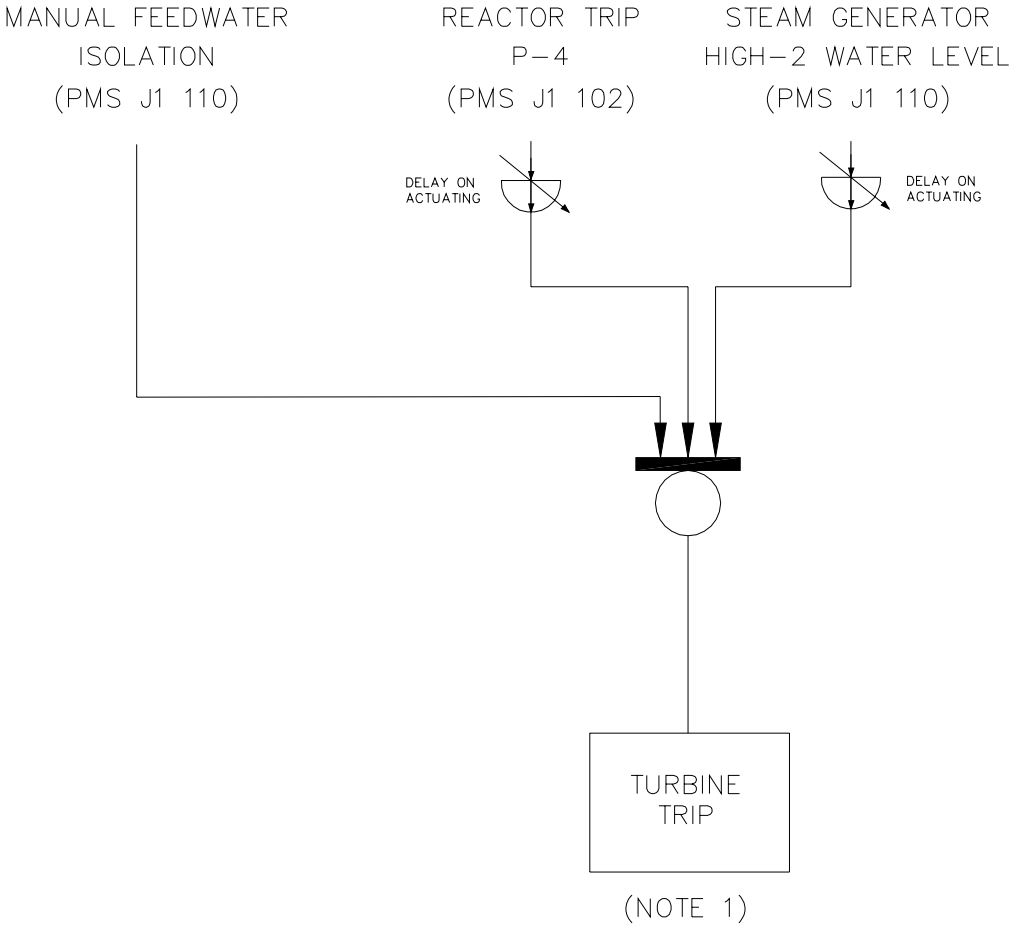 MANUAL FEEDWATER
ISOLATION
(PMS J1 110)
REACTOR TRIP
P-4
(PMS J1 102)
STEAM GENERATOR
HIGH-2 WATER LEVEL
(PMS J1 110)
DELAY ON
ACTUATING
DELAY ON
ACTUATING
TURBINE
TRIP
(NOTE 1)